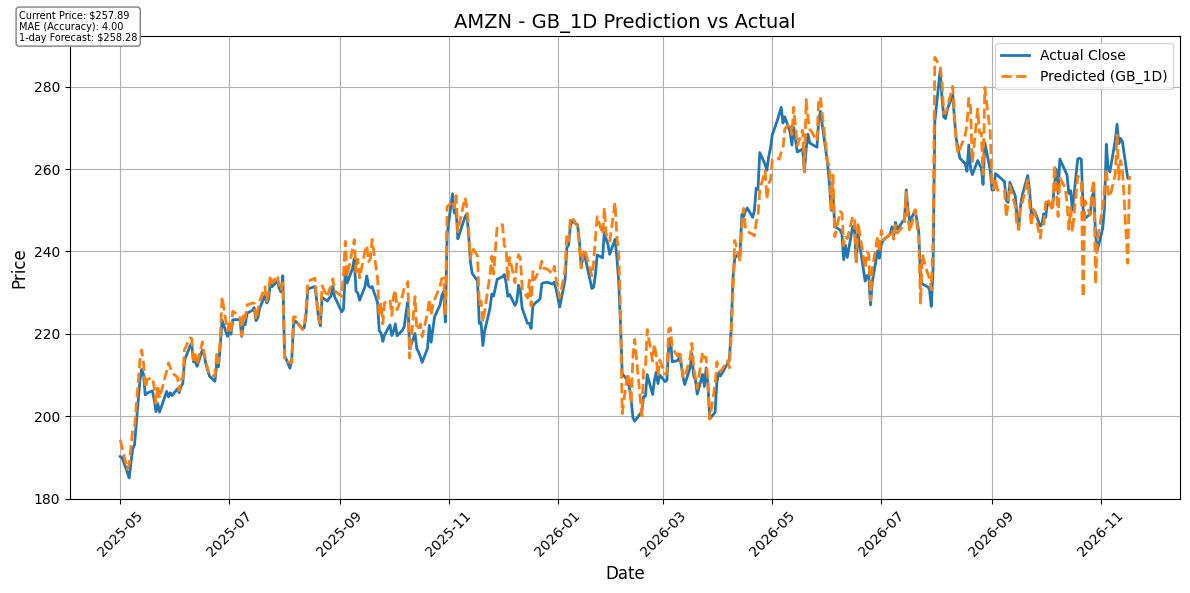 AMZN - GB_1D Prediction vs Actual
Current Price: $257.89
MAE (Accuracy): 4.00
1-day Forecast: $258.28
Actual Close
Predicted (GB_1D)
Price
280
260
240
220
200
180
2025-05
2025-07
2025-09
2025-11
2026-01
2026-03
2026-05
2026-07
2026-09
2026-11
Date